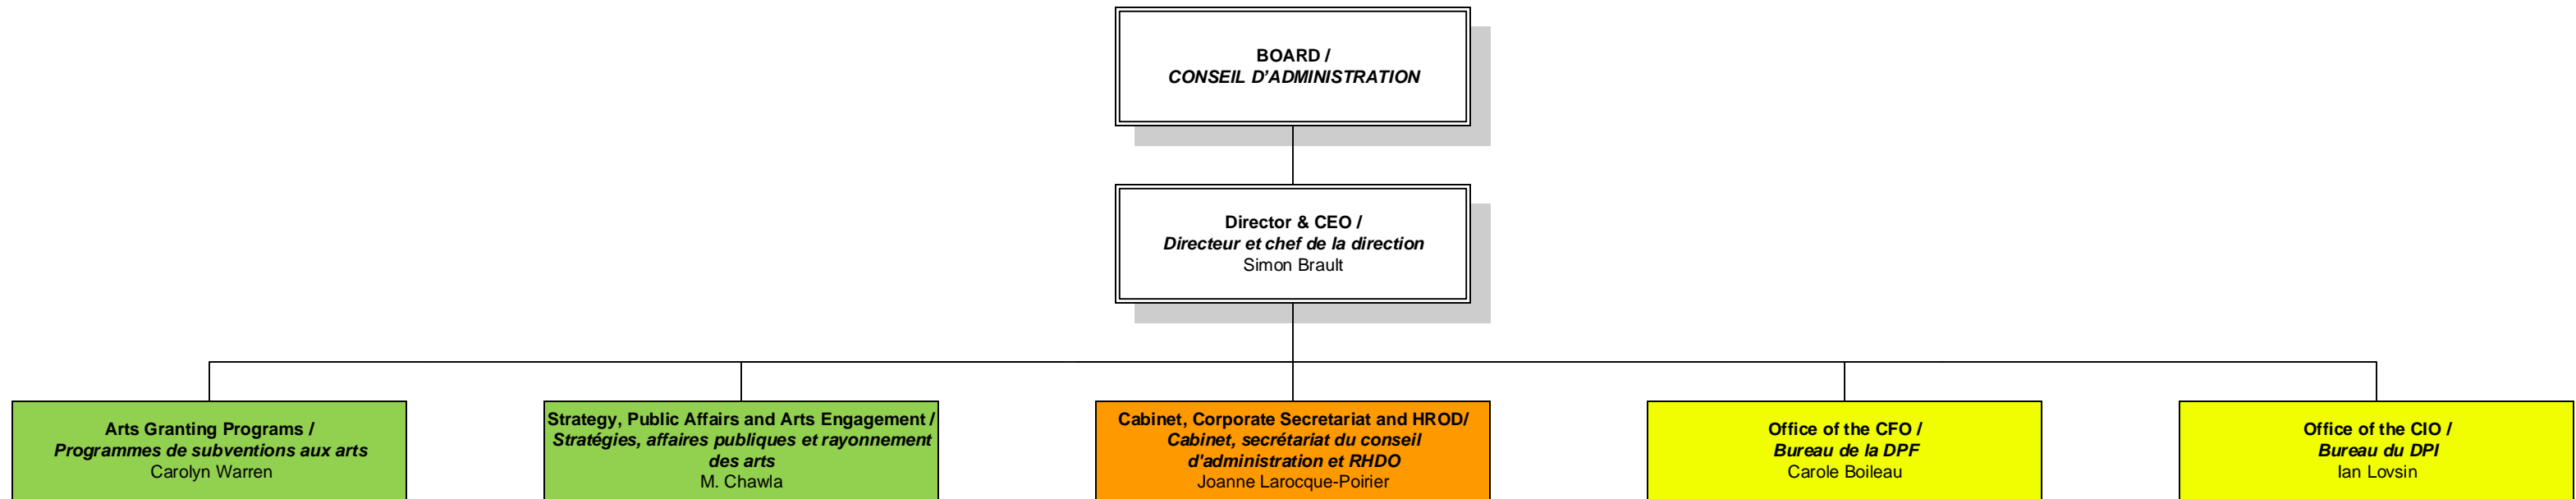 BOARD /
CONSEIL D'ADMINISTRATION
Director & CEO /
Directeur et chef de la direction
Simon Brault
Arts Granting Programs /
Programmes de subventions aux arts
Carolyn Warren
Strategy, Public Affairs and Arts Engagement /
Stratégies, affaires publiques et rayonnement
des arts
M. Chawla
Cabinet, Corporate Secretariat and HROD/
Cabinet, secrétariat du conseil
d'administration et RHDO
Joanne Larocque-Poirier
Office of the CFO /
Bureau de la DPF
Carole Boileau
Office of the CIO /
Bureau du DPI
Ian Lovsin